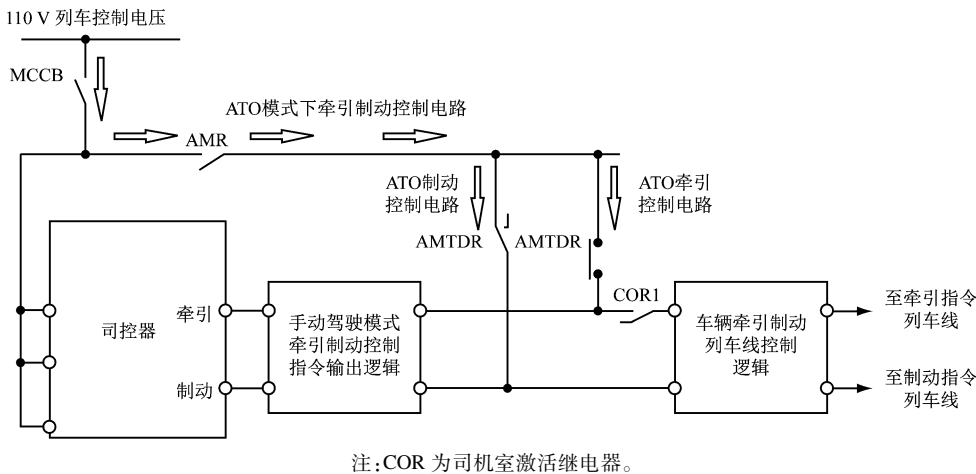 110 V 列车控制电压
MCCB
ATO模式下牵引制动控制电路
AMR
ATO制动
控制电路
ATO牵引
控制电路
AMTDR
AMTDR
COR1
司控器
牵引
制动
手动驾驶模式
牵引制动控制
指令输出逻辑
车辆牵引制动
列车线控制
逻辑
至牵引指令
列车线
至制动指令
列车线
注:COR 为司机室激活继电器。